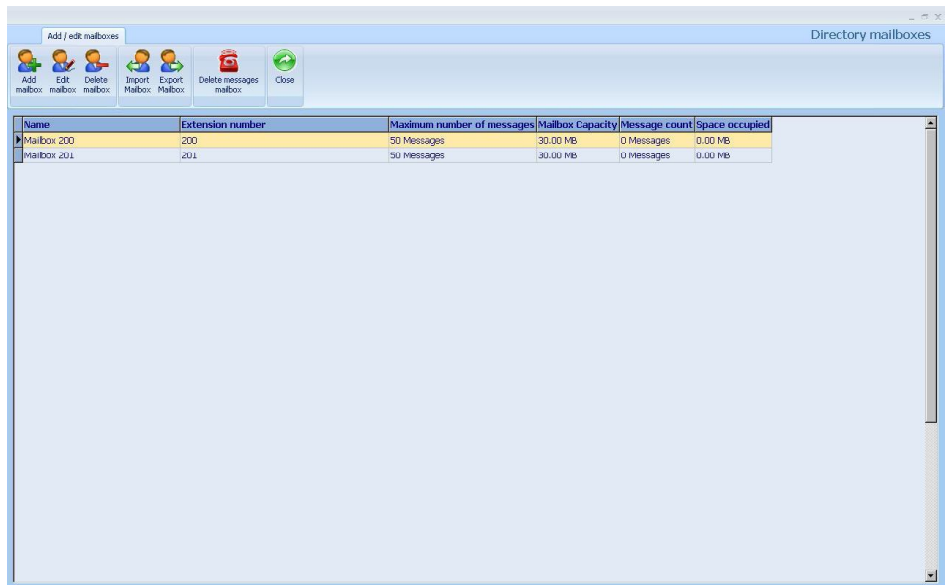 Add / edit mailboxes
Directory mailboxes
Add mailbox
Edit mailbox
Delete mailbox
Import Mailbox
Export Mailbox
Delete messages mailbox
Close
Name Extension number Maximum number of messages Mailbox Capacity Message count Space occupied
Mailbox 200 200 50 Messages 30.00 MB 0 Messages 0.00 MB
Mailbox 201 201 50 Messages 30.00 MB 0 Messages 0.00 MB